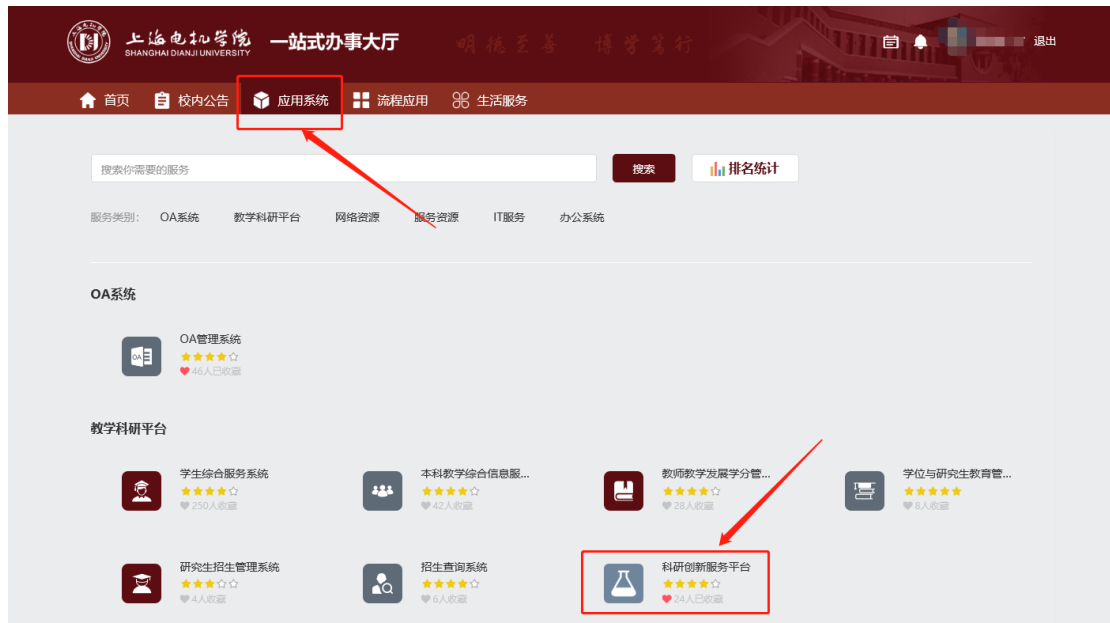 上海电机学院 一站式办事大厅 明德至善 博学笃行 退出
SHANGHAI DIANJI UNIVERSITY
首页 校内公告 应用系统 流程应用 生活服务
搜索你需要的服务 搜索 排名统计
服务类别： OA系统 教学科研平台 网络资源 服务资源 IT服务 办公系统
OA系统
OA管理系统
46人已收藏
教学科研平台
学生综合服务系统 本科教学综合信息服... 教师教学发展学分管... 学位与研究生教育管...
250人收藏 42人收藏 28人收藏 8人收藏
研究生招生管理系统 招生查询系统 科研创新服务平台
4人收藏 6人收藏 24人已收藏